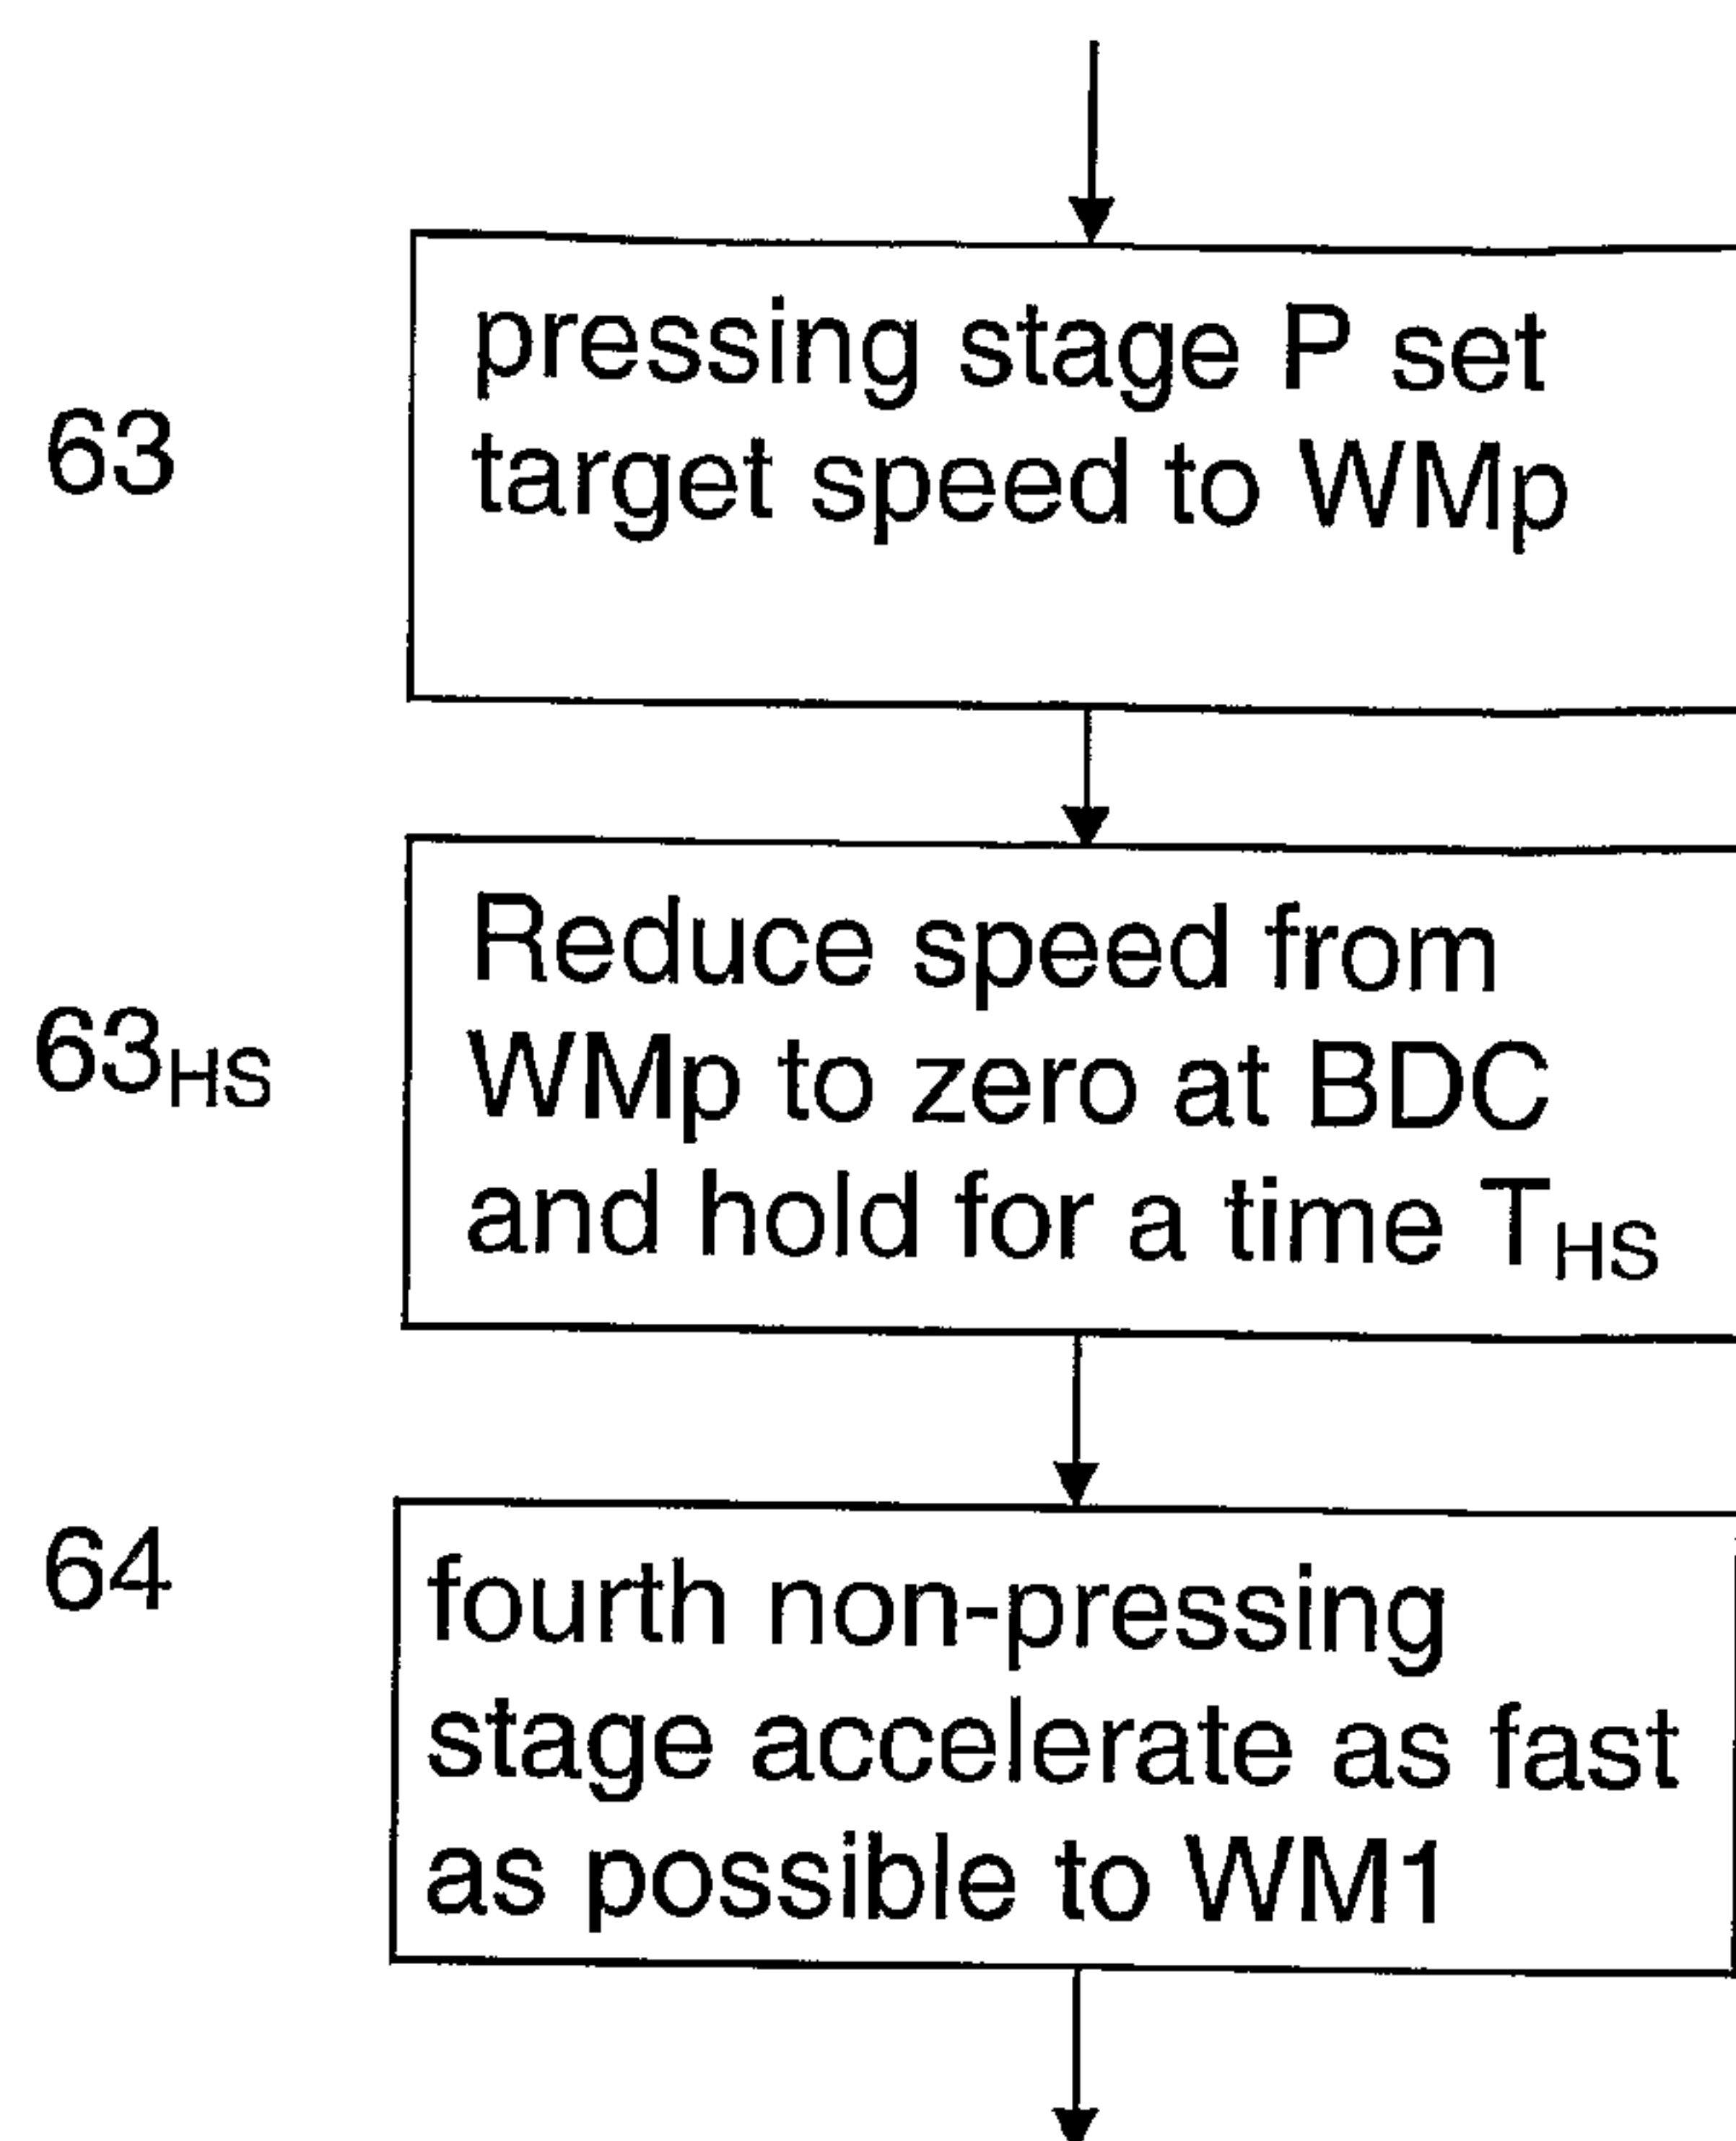 63
pressing stage P set
target speed to WMp
63HS
Reduce speed from
WMp to zero at BDC
and hold for a time THS
64
fourth non-pressing
stage accelerate as fast
as possible to WM1